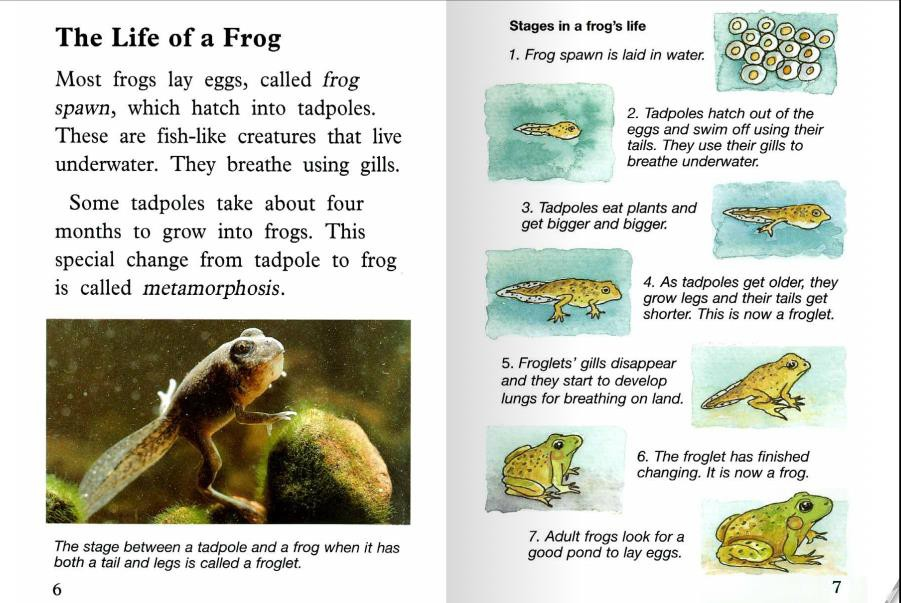 The Life of a Frog
Most frogs lay eggs, called frog
spawn, which hatch into tadpoles.
These are fish-like creatures that live
underwater. They breathe using gills.
Some tadpoles take about four
months to grow into frogs. This
special change from tadpole to frog
is called metamorphosis.
The stage between a tadpole and a frog when it has
both a tail and legs is called a froglet.
6
Stages in a frog's life
1. Frog spawn is laid in water.
2. Tadpoles hatch out of the
eggs and swim off using their
tails. They use their gills to
breathe underwater.
3. Tadpoles eat plants and
get bigger and bigger.
4. As tadpoles get older, they
grow legs and their tails get
shorter. This is now a froglet.
5. Froglets' gills disappear
and they start to develop
lungs for breathing on land.
6. The froglet has finished
changing. It is now a frog.
7. Adult frogs look for a
good pond to lay eggs.
7